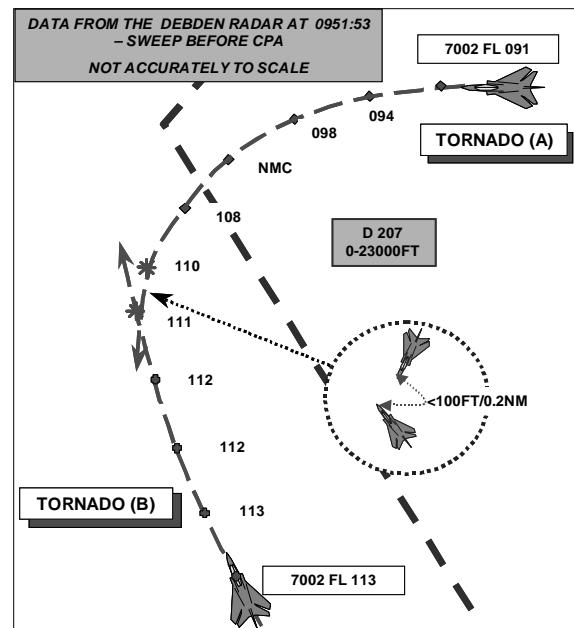 DATA FROM THE DEBDEN RADAR AT 0951:53
– SWEEP BEFORE CPA
NOT ACCURATELY TO SCALE
7002 FL 091
094
098
TORNADO (A)
NMC
108
D 207
0-23000FT
110
111
112
<100FT/0.2NM
112
TORNADO (B)
113
7002 FL 113